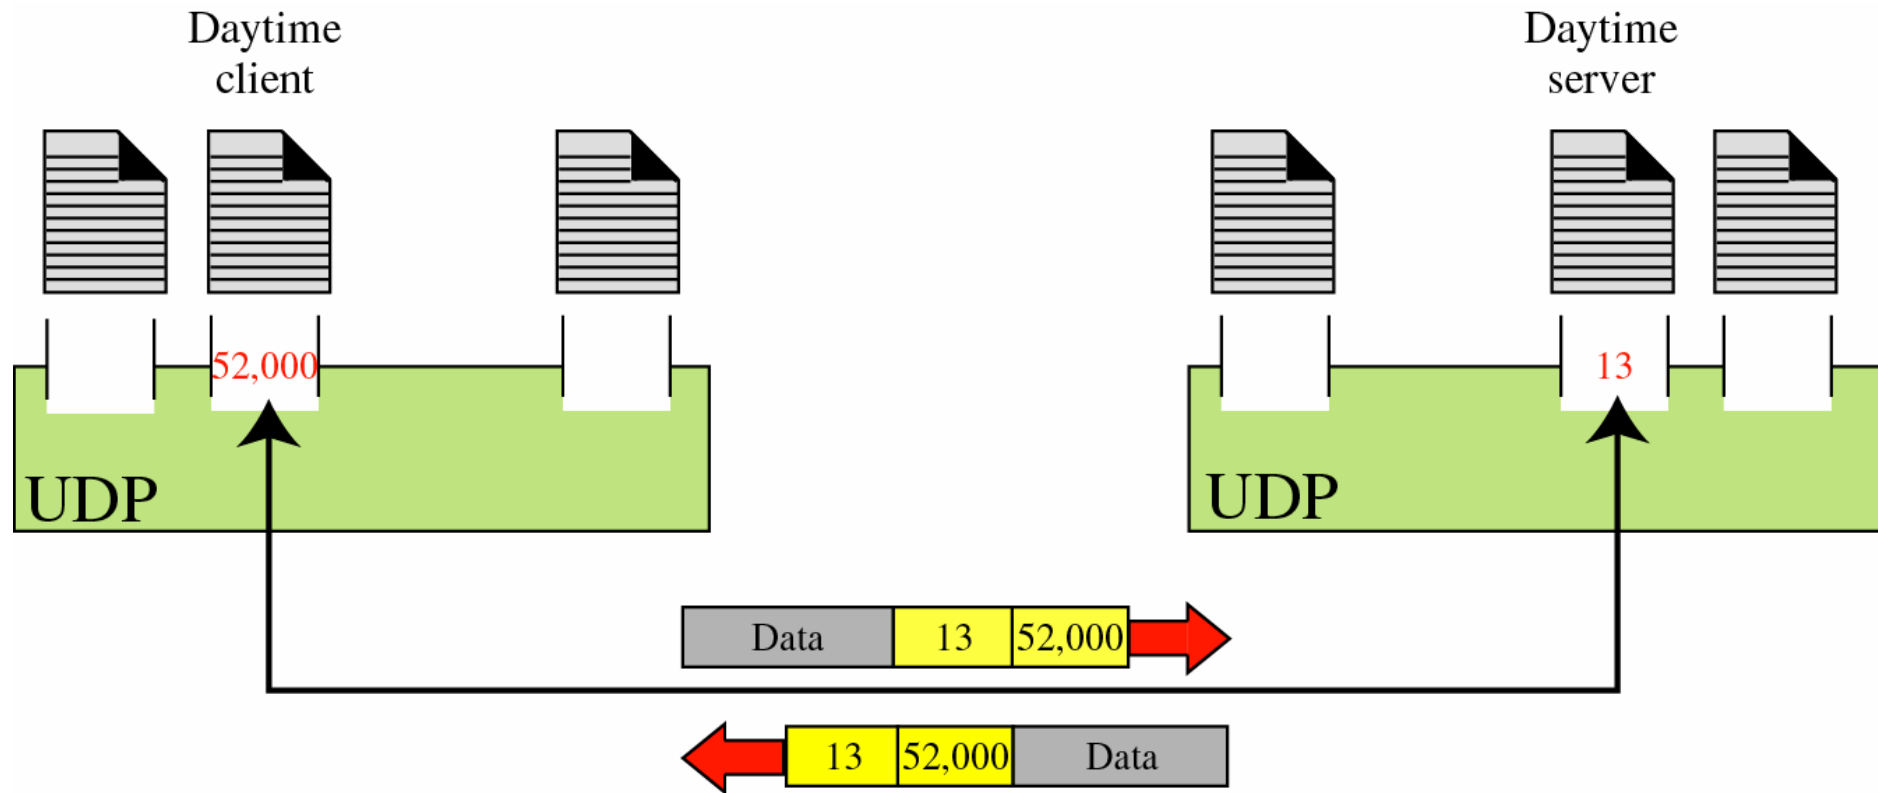 Daytime
client
Daytime
server
52,000
13
UDP
UDP
Data 13 52,000
13 52,000 Data